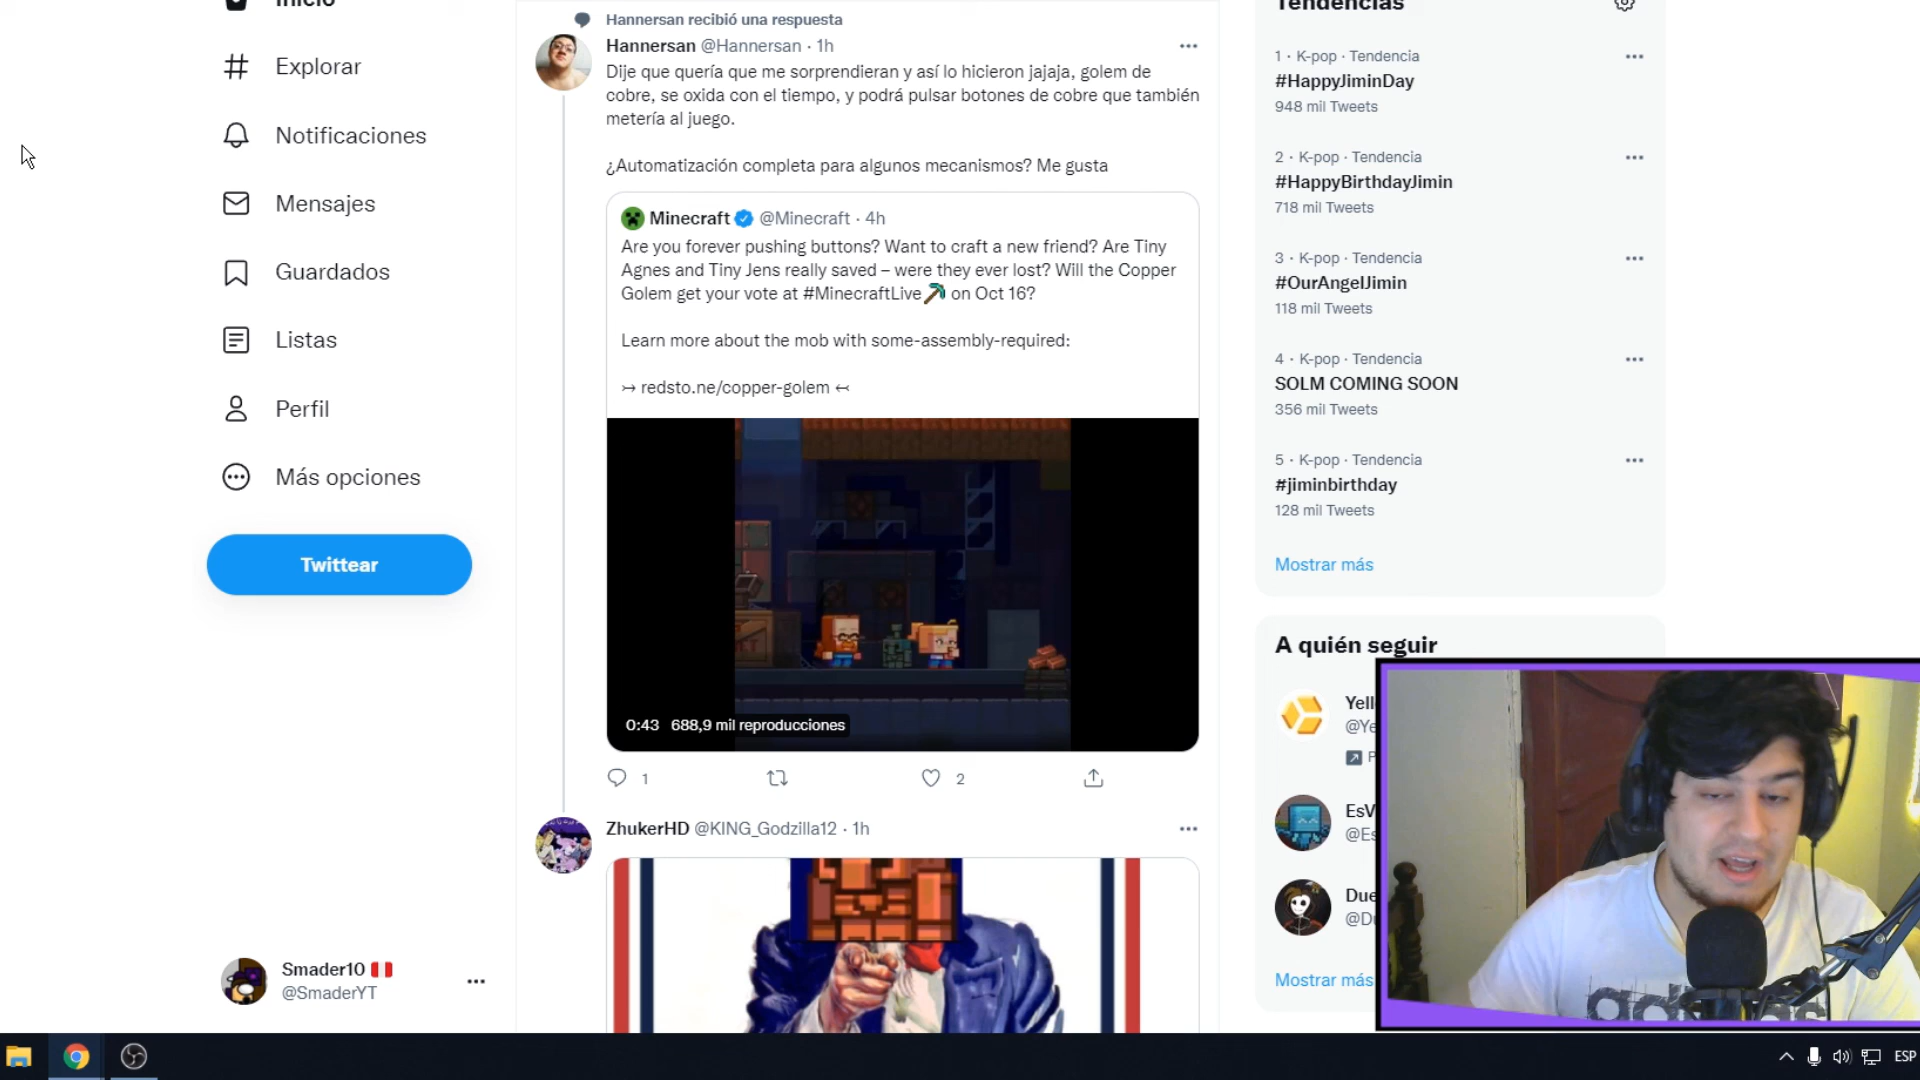 Inicio
Explorar
Notificaciones
Mensajes
Guardados
Listas
Perfil
Más opciones
Twittear
Smader10
@SmaderYT
Hannersan recibió una respuesta
Hannersan @Hannersan · 1h
Dije que quería que me sorprendieran y así lo hicieron jajaja, golem de
cobre, se oxida con el tiempo, y podrá pulsar botones de cobre que también
metería al juego.
¿Automatización completa para algunos mecanismos? Me gusta
Minecraft @Minecraft · 4h
Are you forever pushing buttons? Want to craft a new friend? Are Tiny
Agnes and Tiny Jens really saved – were they ever lost? Will the Copper
Golem get your vote at #MinecraftLive on Oct 16?
Learn more about the mob with some-assembly-required:
↣ redsto.ne/copper-golem ↢
0:43 688,9 mil reproducciones
1 2
ZhukerHD @KING_Godzilla12 · 1h
Tendencias
1 · K-pop · Tendencia
#HappyJiminDay
948 mil Tweets
2 · K-pop · Tendencia
#HappyBirthdayJimin
718 mil Tweets
3 · K-pop · Tendencia
#OurAngelJimin
118 mil Tweets
4 · K-pop · Tendencia
SOLM COMING SOON
356 mil Tweets
5 · K-pop · Tendencia
#jiminbirthday
128 mil Tweets
Mostrar más
A quién seguir
Yell
@Ye
P
EsV
@Es
Due
@Du
Mostrar más
adidas
ESP